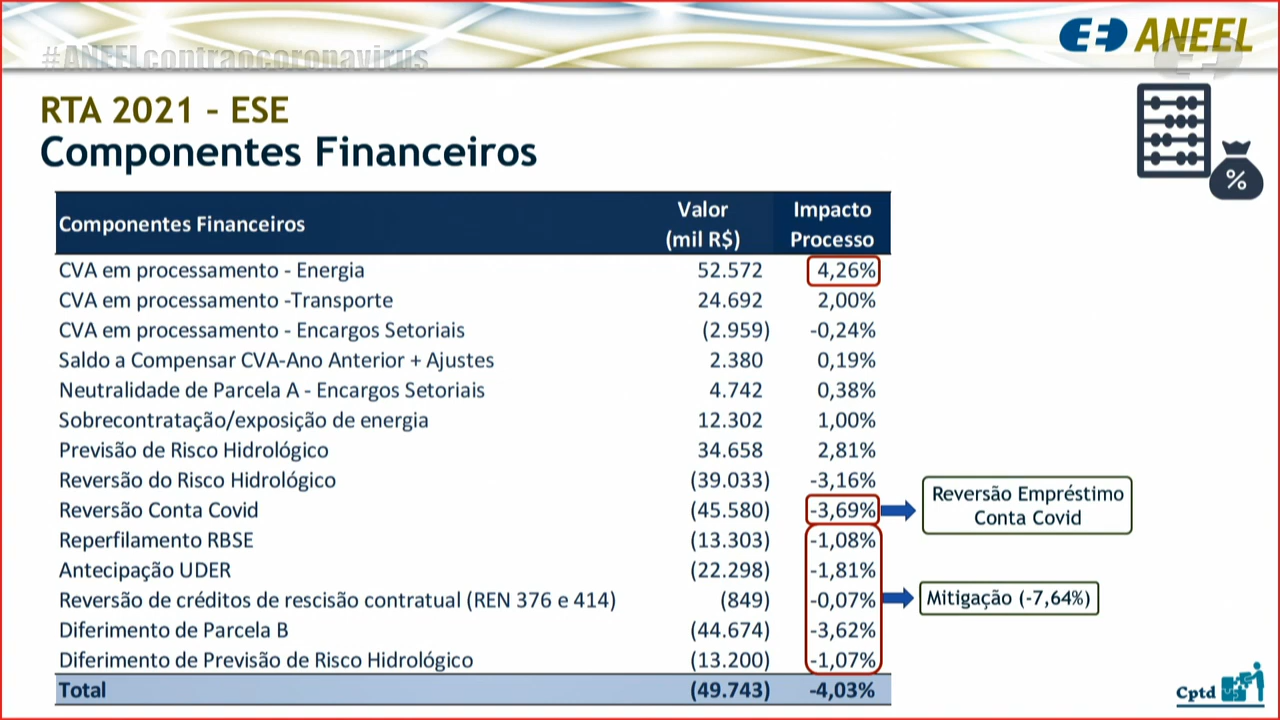 #ANEELcontraocoronavirus
ANEEL
RTA 2021 – ESE
Componentes Financeiros
%
Componentes Financeiros Valor (mil R$) Impacto Processo
CVA em processamento - Energia 52.572 4,26%
CVA em processamento -Transporte 24.692 2,00%
CVA em processamento - Encargos Setoriais (2.959) -0,24%
Saldo a Compensar CVA-Ano Anterior + Ajustes 2.380 0,19%
Neutralidade de Parcela A - Encargos Setoriais 4.742 0,38%
Sobrecontratação/exposição de energia 12.302 1,00%
Previsão de Risco Hidrológico 34.658 2,81%
Reversão do Risco Hidrológico (39.033) -3,16%
Reversão Conta Covid (45.580) -3,69%
Reversão Empréstimo
Conta Covid
Reperfilamento RBSE (13.303) -1,08%
Antecipação UDER (22.298) -1,81%
Reversão de créditos de rescisão contratual (REN 376 e 414) (849) -0,07%
Mitigação (-7,64%)
Diferimento de Parcela B (44.674) -3,62%
Diferimento de Previsão de Risco Hidrológico (13.200) -1,07%
Total (49.743) -4,03%
Cptd